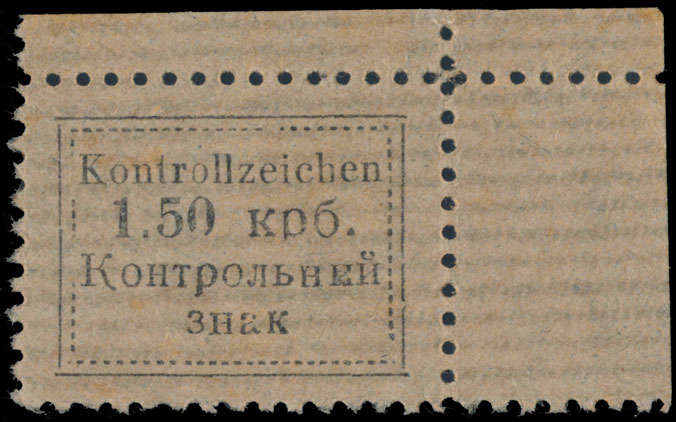 Kontrollzeichen
1.50 крб.
Контрольний
знак